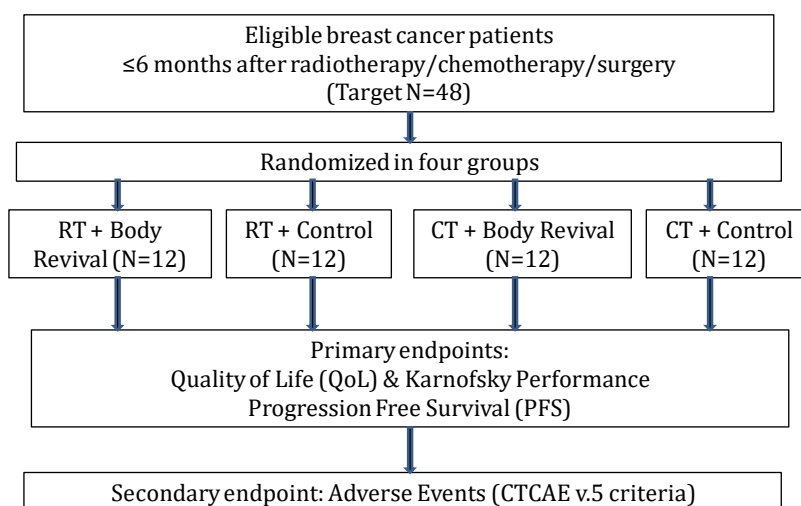 Eligible breast cancer patients
≤6 months after radiotherapy/chemotherapy/surgery
(Target N=48)
Randomized in four groups
RT + Body
Revival (N=12)
RT + Control
(N=12)
CT + Body Revival
(N=12)
CT + Control
(N=12)
Primary endpoints:
Quality of Life (QoL) & Karnofsky Performance
Progression Free Survival (PFS)
Secondary endpoint: Adverse Events (CTCAE v.5 criteria)